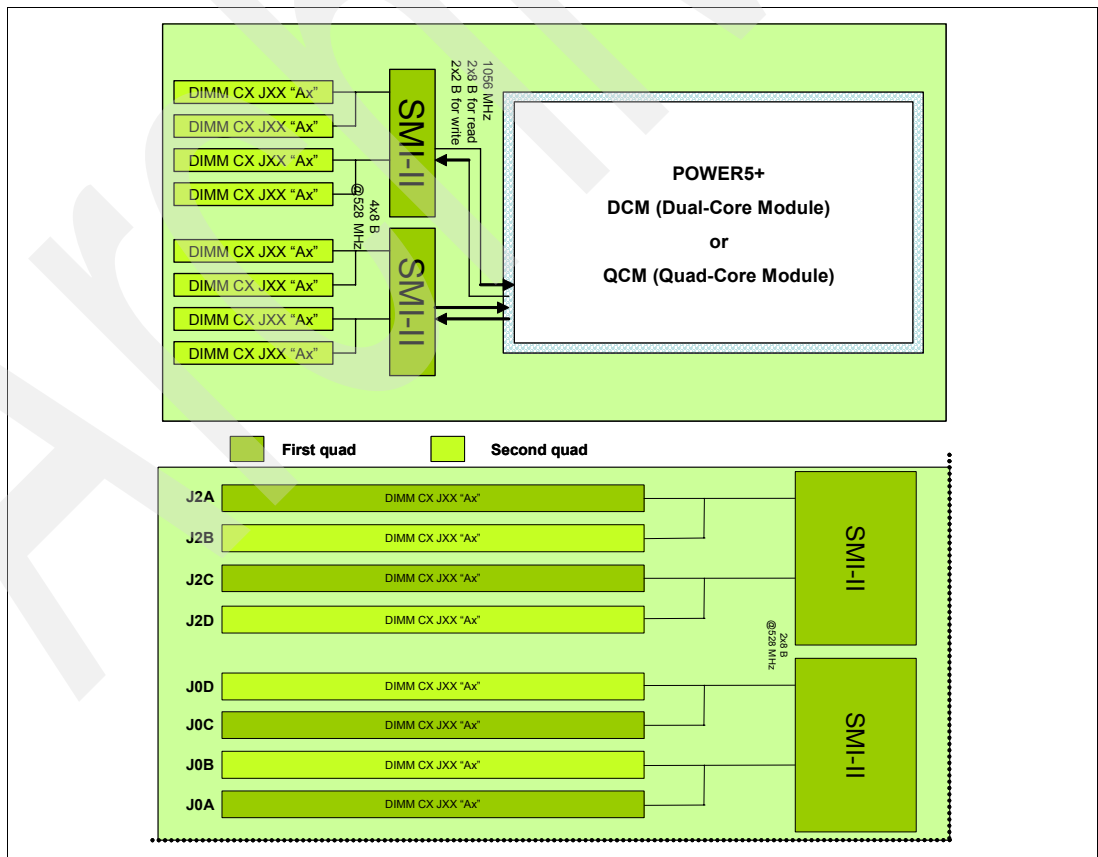 1056 MHz
2x8 B for read
2x2 B for write
DIMM CX JXX “Ax”
DIMM CX JXX “Ax”
DIMM CX JXX “Ax”
DIMM CX JXX “Ax”
SMI-II
4x8 B
@528 MHz
DIMM CX JXX “Ax”
DIMM CX JXX “Ax”
DIMM CX JXX “Ax”
DIMM CX JXX “Ax”
SMI-II
POWER5+
DCM (Dual-Core Module)
or
QCM (Quad-Core Module)
First quad
Second quad
J2A DIMM CX JXX “Ax”
J2B DIMM CX JXX “Ax”
J2C DIMM CX JXX “Ax”
J2D DIMM CX JXX “Ax”
SMI-II
2x8 B
@528 MHz
J0D DIMM CX JXX “Ax”
J0C DIMM CX JXX “Ax”
J0B DIMM CX JXX “Ax”
J0A DIMM CX JXX “Ax”
SMI-II